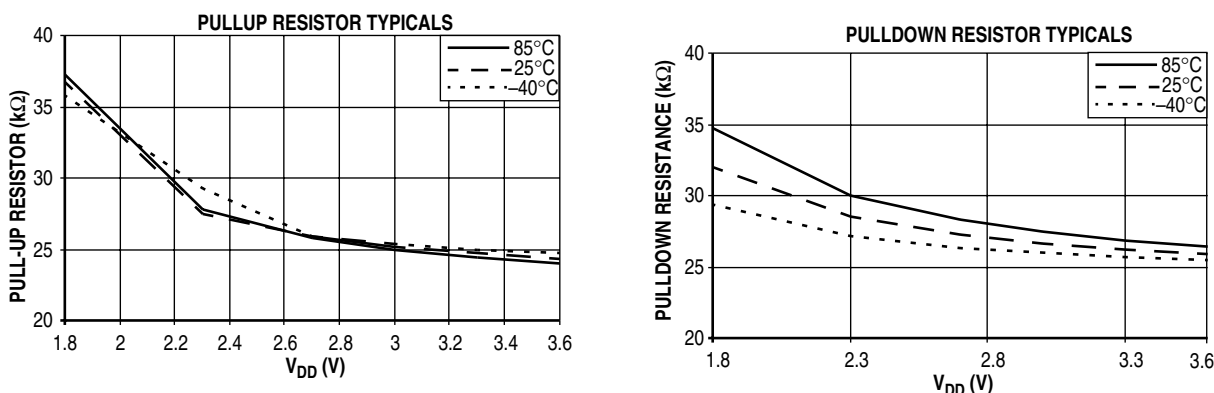 PULLUP RESISTOR TYPICALS
PULL-UP RESISTOR (kΩ)
40
35
30
25
20
85°C
25°C
–40°C
1.8 2 2.2 2.4 2.6 2.8 3 3.2 3.4 3.6
VDD (V)
PULLDOWN RESISTOR TYPICALS
PULLDOWN RESISTANCE (kΩ)
40
35
30
25
20
85°C
25°C
–40°C
1.8 2.3 2.8 3.3 3.6
VDD (V)